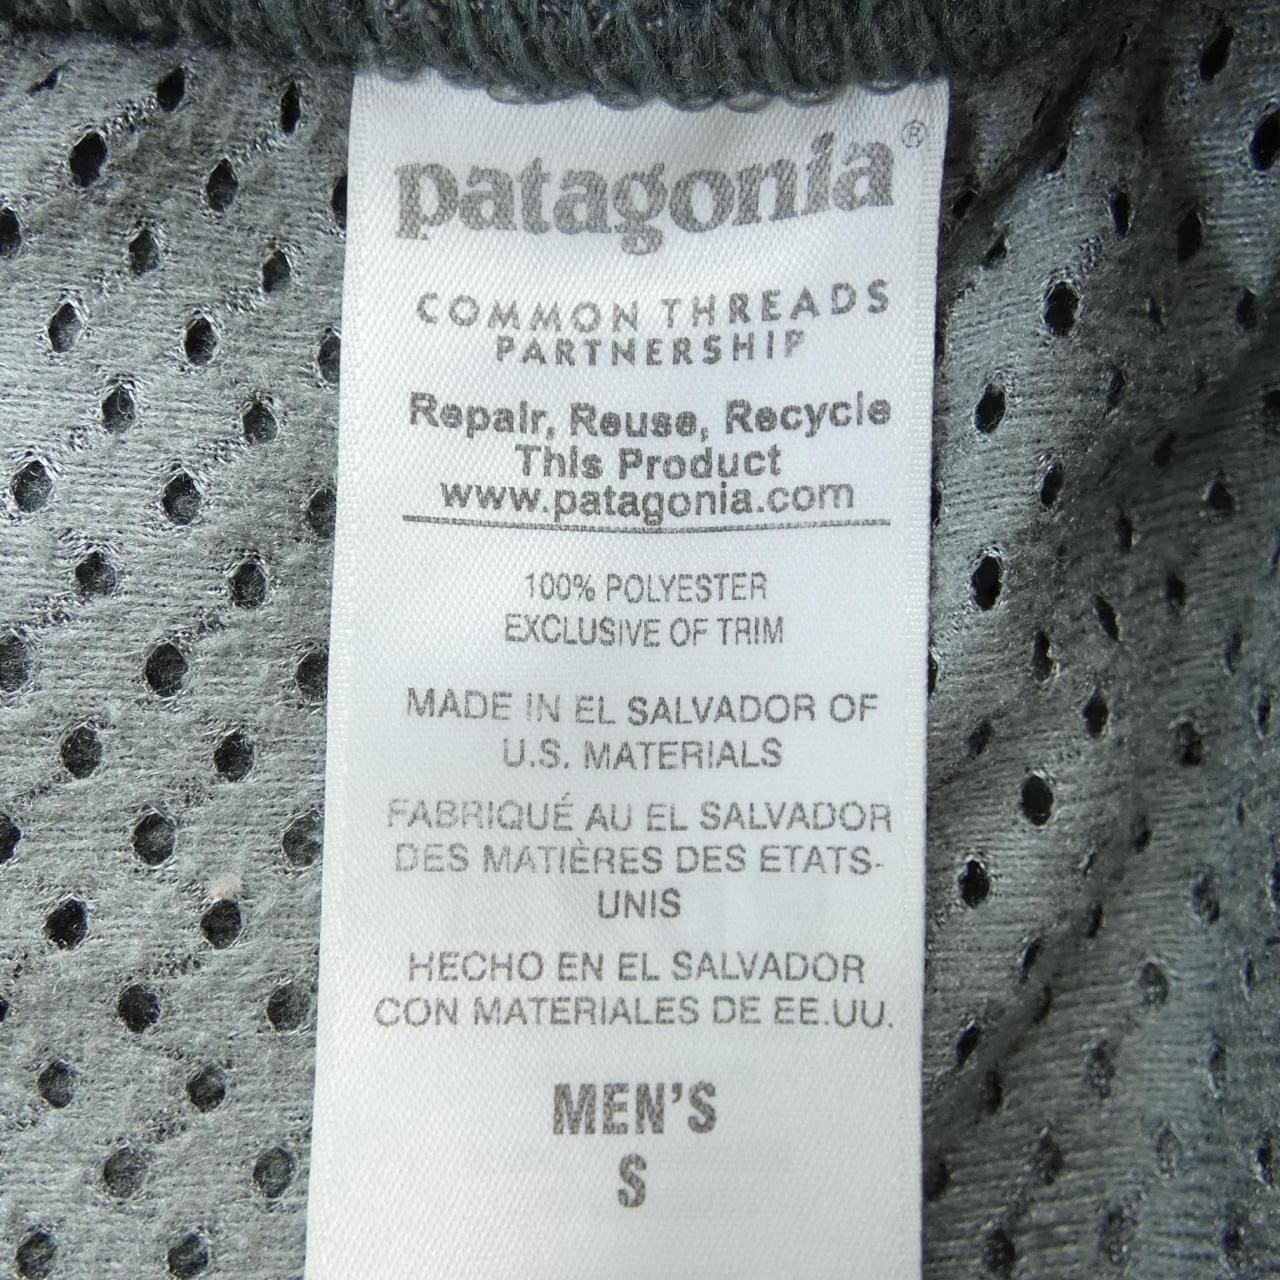 patagonia®
COMMON THREADS
PARTNERSHIP
Repair, Reuse, Recycle
This Product
www.patagonia.com
100% POLYESTER
EXCLUSIVE OF TRIM
MADE IN EL SALVADOR OF
U.S. MATERIALS
FABRIQUÉ AU EL SALVADOR
DES MATIÈRES DES ETATS-
UNIS
HECHO EN EL SALVADOR
CON MATERIALES DE EE.UU.
MEN'S
S